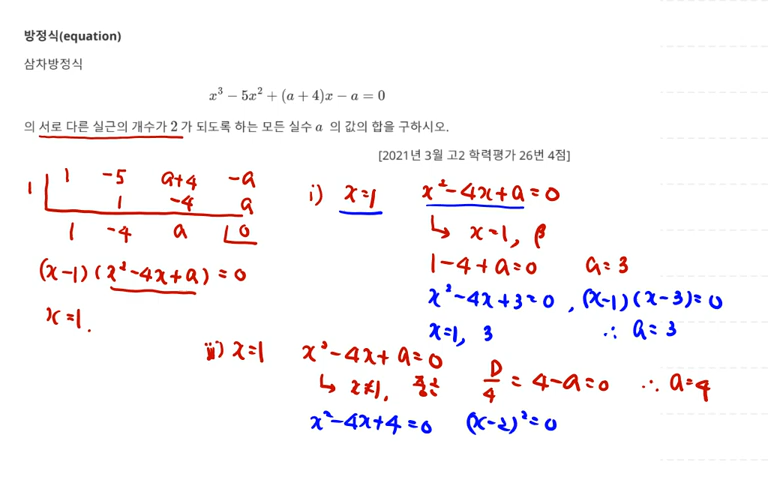 방정식(equation)
삼차방정식
x³ − 5x² + (a + 4)x − a = 0
의 서로 다른 실근의 개수가 2가 되도록 하는 모든 실수 a 의 값의 합을 구하시오.
[2021년 3월 고2 학력평가 26번 4점]
1 | 1 -5 a+4 -a
1 -4 a
1 -4 a 0
(x-1)(x²-4x+a)=0
x=1.
i) x=1 x²-4x+a=0
↳ x=1, β
1-4+a=0 a=3
x²-4x+3=0, (x-1)(x-3)=0
x=1, 3 ∴ a=3
ii) x=1 x²-4x+a=0
↳ x≠1, 중근 D/4 = 4-a=0 ∴ a=4
x²-4x+4=0 (x-2)²=0